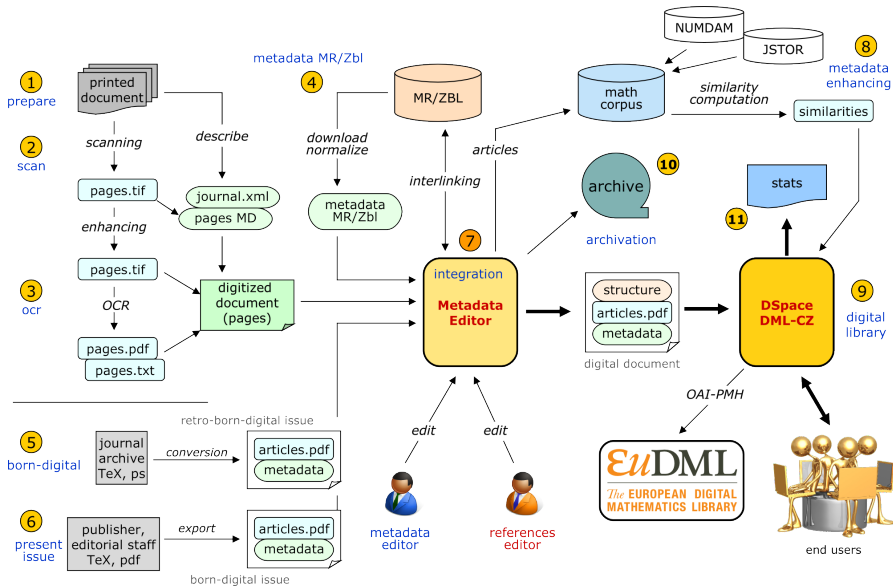 1
prepare
printed
document
scanning
describe
2
scan
pages.tif
journal.xml
pages MD
enhancing
3
ocr
pages.tif
OCR
pages.pdf
pages.txt
digitized
document
(pages)
metadata MR/Zbl
4
MR/ZBL
download
normalize
metadata
MR/Zbl
interlinking
articles
NUMDAM
JSTOR
math
corpus
similarity
computation
8
metadata
enhancing
similarities
archive
10
archivation
stats
11
7
integration
Metadata
Editor
structure
articles.pdf
metadata
digital document
DSpace
DML-CZ
9
digital
library
OAI-PMH
retro-born-digital issue
5
born-digital
journal
archive
TeX, ps
conversion
articles.pdf
metadata
6
present
issue
publisher,
editorial staff
TeX, pdf
export
articles.pdf
metadata
born-digital issue
edit
edit
metadata
editor
references
editor
EuDML
The EUROPEAN DIGITAL
MATHEMATICS LIBRARY
end users